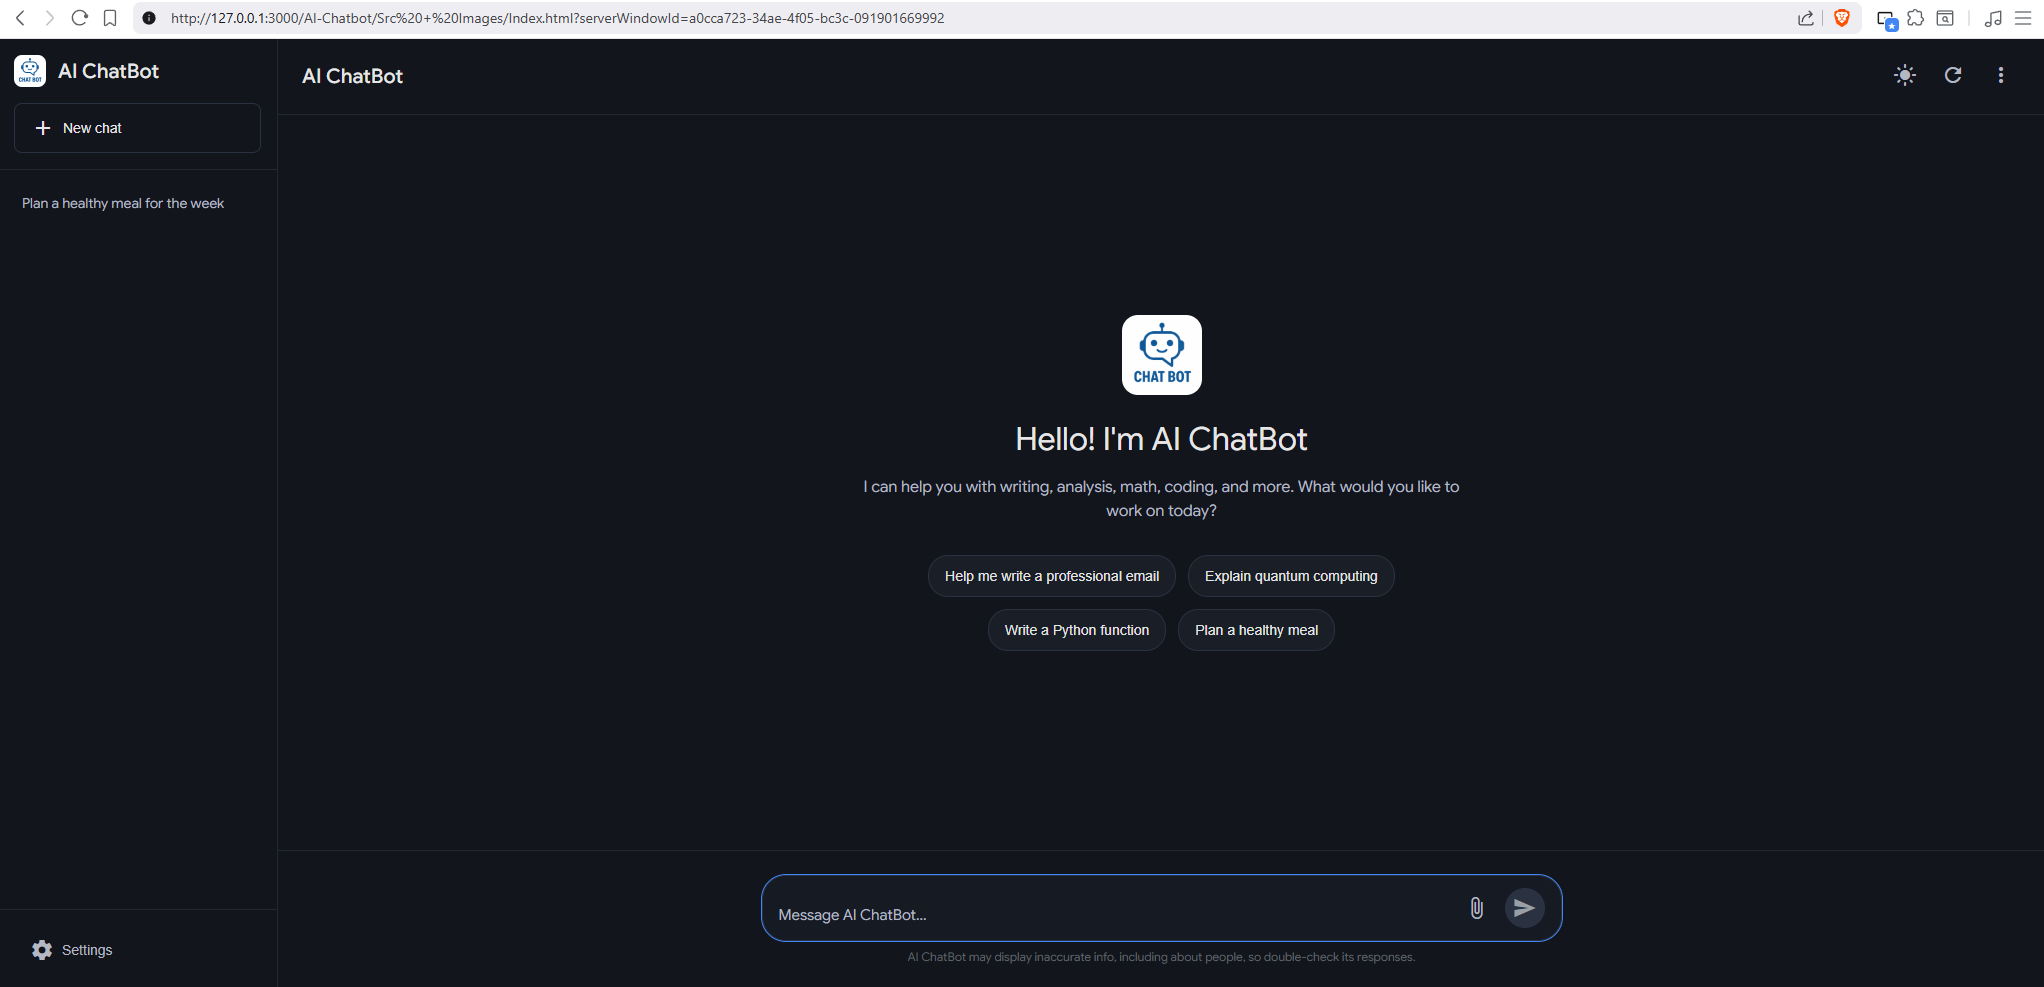 http://127.0.0.1:3000/AI-Chatbot/Src%20+%20Images/Index.html?serverWindowId=a0cca723-34ae-4f05-bc3c-091901669992
CHAT BOT
AI ChatBot
New chat
Plan a healthy meal for the week
Settings
AI ChatBot
CHAT BOT
Hello! I'm AI ChatBot
I can help you with writing, analysis, math, coding, and more. What would you like to
work on today?
Help me write a professional email
Explain quantum computing
Write a Python function
Plan a healthy meal
Message AI ChatBot...
AI ChatBot may display inaccurate info, including about people, so double-check its responses.